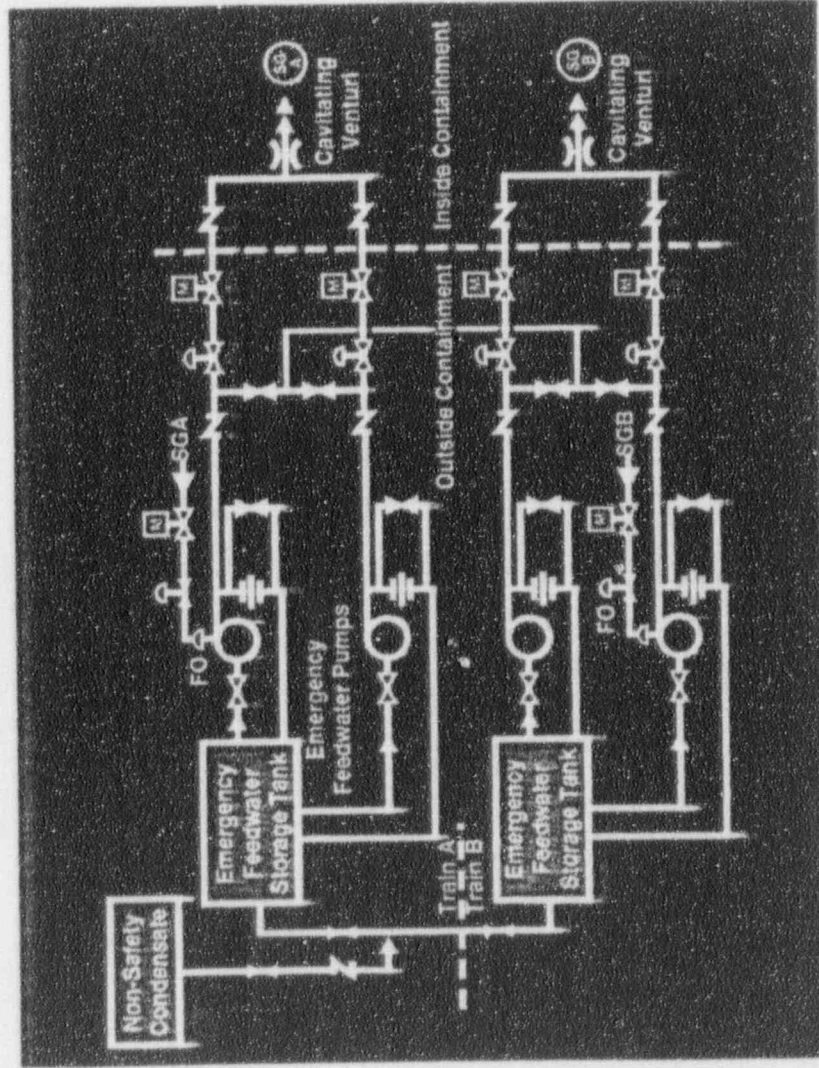 Non-Safety
Condensate
Emergency
Feedwater
Storage Tank
Emergency
Feedwater Pumps
FO
SGA
M
M
Cavitating
Venturi
SG
A
Train A
Train B
Outside Containment
Inside Containment
Emergency
Feedwater
Storage Tank
FO
SGB
M
M
M
M
Cavitating
Venturi
SG
B